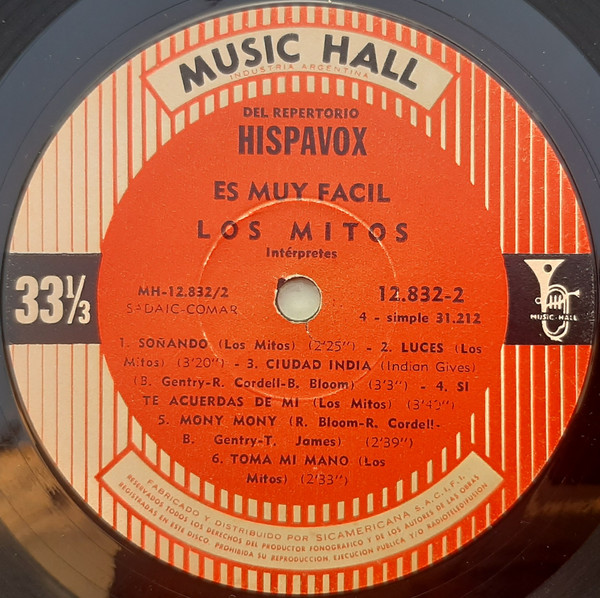 MUSIC HALL
INDUSTRIA ARGENTINA
DEL REPERTORIO
HISPAVOX
ES MUY FACIL
LOS MITOS
Intérpretes
33 1/3
MH-12.832/2
SADAIC-COMAR
12.832-2
4 - simple 31.212
MUSIC-HALL
1. SOÑANDO (Los Mitos) (2'25") - 2. LUCES (Los
Mitos) (3'20") - 3. CIUDAD INDIA (Indian Gives)
(B. Gentry-R. Cordell-B. Bloom) (3'3") - 4. SI
TE ACUERDAS DE MI (Los Mitos) (3'40")
5. MONY MONY (R. Bloom-R. Cordell-
B. Gentry-T. James) (2'39")
6. TOMA MI MANO (Los
Mitos) (2'33")
FABRICADO Y DISTRIBUIDO POR SICAMERICANA S.A.C.I.F.I.
RESERVADOS TODOS LOS DERECHOS DEL PRODUCTOR FONOGRAFICO Y DE LOS AUTORES DE LAS OBRAS
REGISTRADAS EN ESTE DISCO. PROHIBIDA SU REPRODUCCION, EJECUCION PUBLICA Y/O RADIOTELEDIFUSION